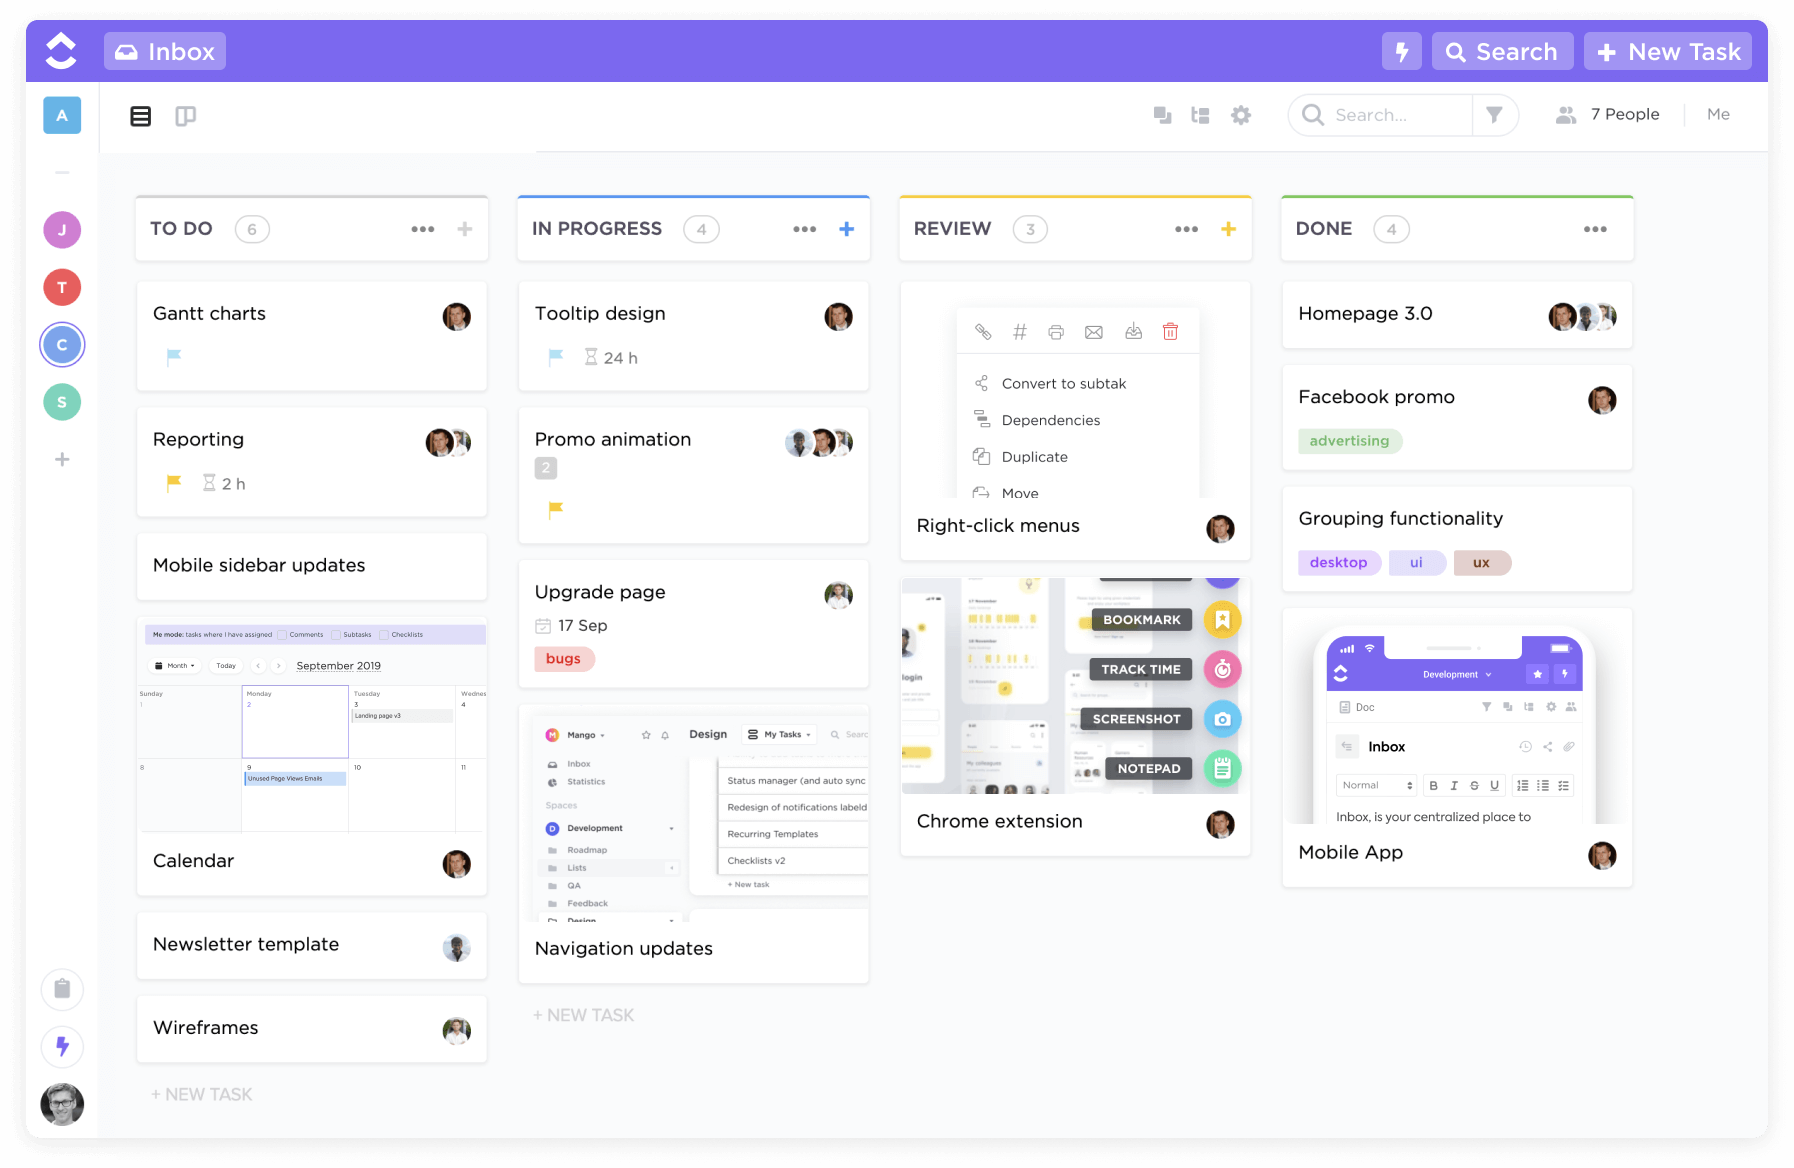 Inbox
Search
New Task
A
Search...
7 People
Me
J
T
C
S
TO DO 6
Gantt charts
Reporting
2 h
Mobile sidebar updates
Me mode: tasks where I have assigned Comments Subtasks Checklists
Month Today September 2019
Sunday Monday Tuesday Wednes
1 2 3 4
Landing page v3
8 9 10 11
Unused Page Views Emails
Calendar
Newsletter template
Wireframes
+ NEW TASK
IN PROGRESS 4
Tooltip design
24 h
Promo animation
2
Upgrade page
17 Sep
bugs
M Mango
Inbox
Statistics
Spaces
D Development
Roadmap
Lists
QA
Feedback
Design
Design My Tasks Searc
Status manager (and auto sync
Redesign of notifications labeld
Recurring Templates
Checklists v2
+ New task
Navigation updates
+ NEW TASK
REVIEW 3
#
Convert to subtak
Dependencies
Duplicate
Move
Right-click menus
17 November
login
My colleagues
BOOKMARK
TRACK TIME
SCREENSHOT
NOTEPAD
Chrome extension
DONE 4
Homepage 3.0
Facebook promo
advertising
Grouping functionality
desktop ui ux
Development
Doc
Inbox
Normal B I S U
Inbox, is your centralized place to
Mobile App